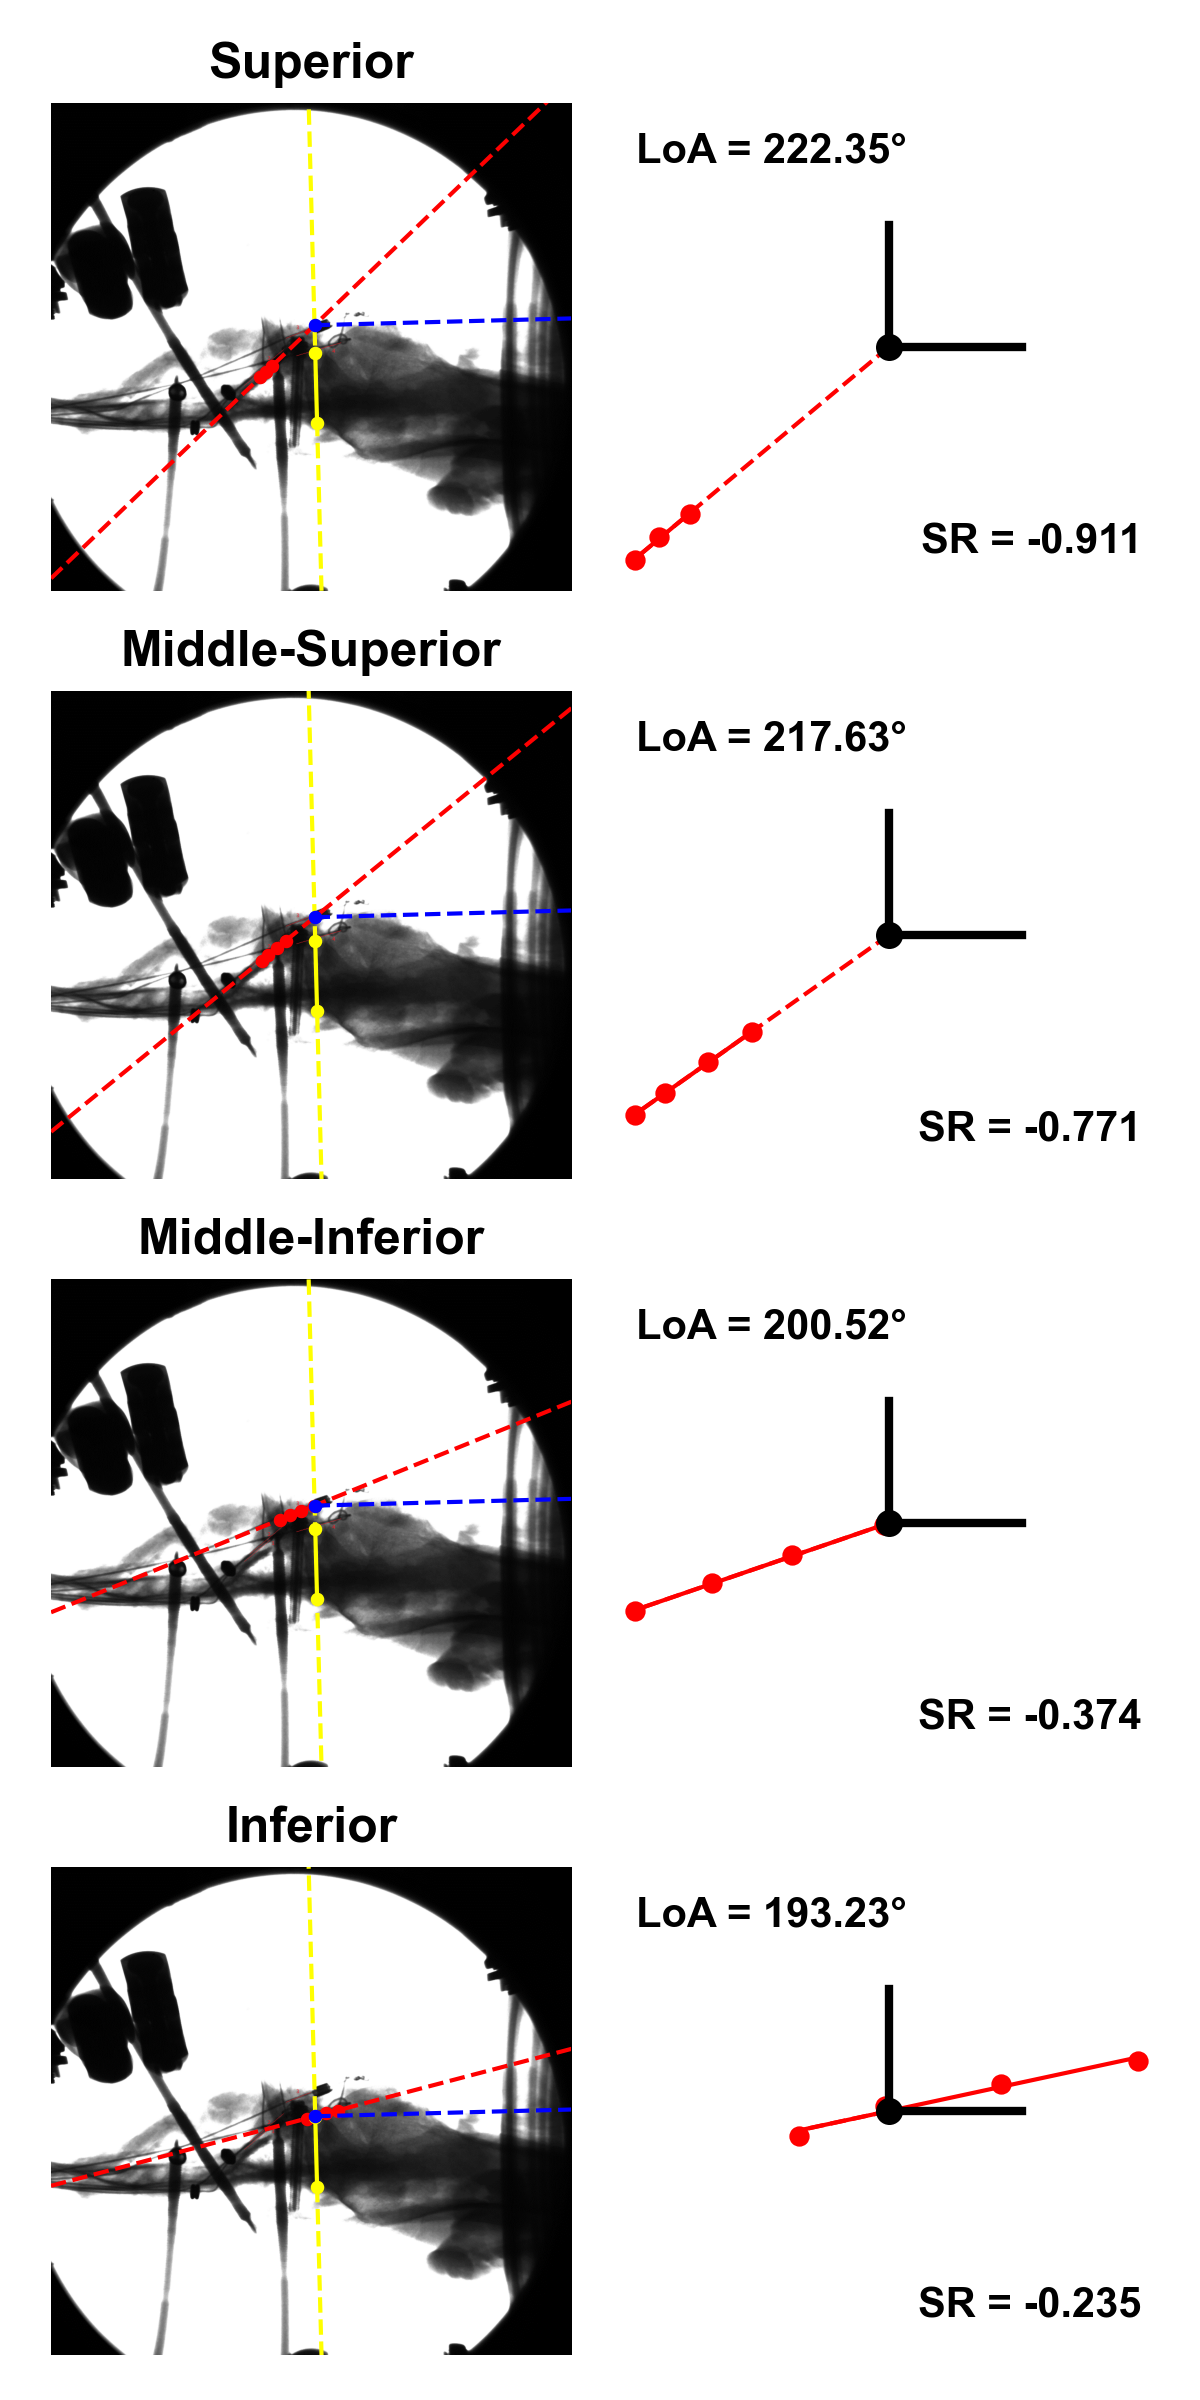 Superior
LoA = 222.35°
SR = -0.911
Middle-Superior
LoA = 217.63°
SR = -0.771
Middle-Inferior
LoA = 200.52°
SR = -0.374
Inferior
LoA = 193.23°
SR = -0.235